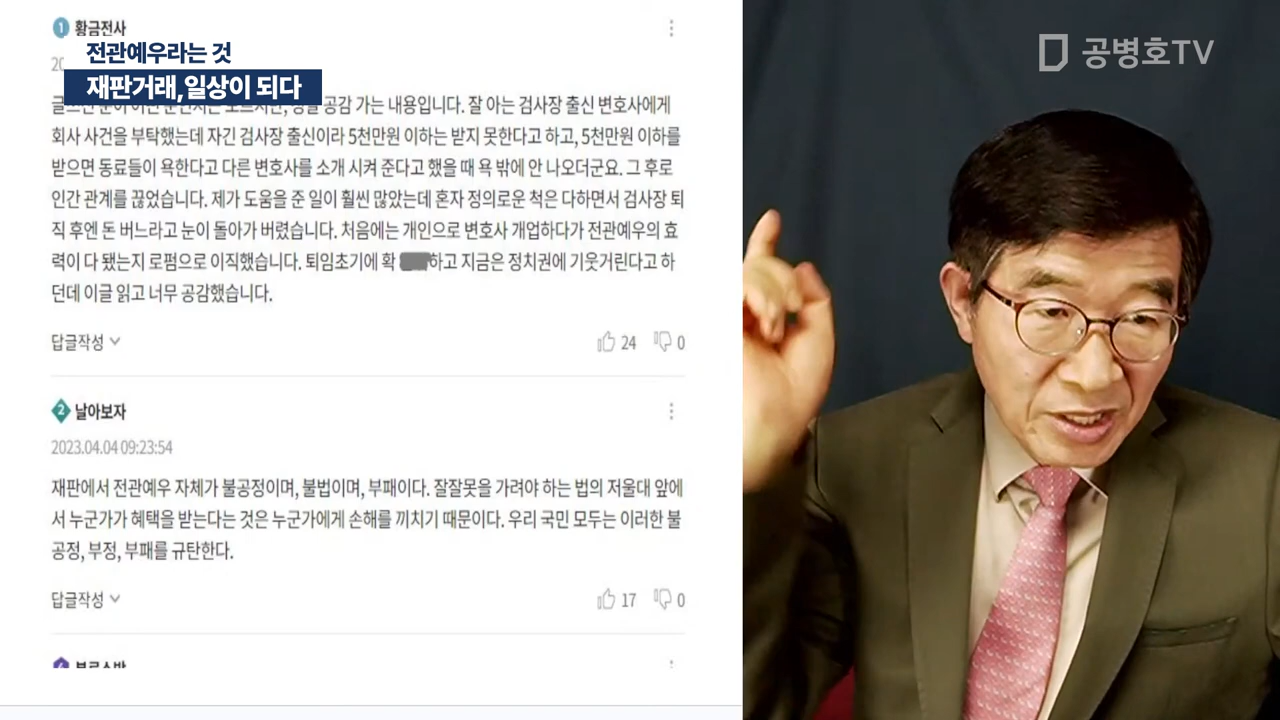 1 황금전사
전관예우라는 것
20
재판거래,일상이 되다
공감 가는 내용입니다. 잘 아는 검사장 출신 변호사에게
회사 사건을 부탁했는데 자긴 검사장 출신이라 5천만원 이하는 받지 못한다고 하고, 5천만원 이하를
받으면 동료들이 욕한다고 다른 변호사를 소개 시켜 준다고 했을 때 욕 밖에 안 나오더군요. 그 후로
인간 관계를 끊었습니다. 제가 도움을 준 일이 훨씬 많았는데 혼자 정의로운 척은 다하면서 검사장 퇴
직 후엔 돈 버느라고 눈이 돌아가 버렸습니다. 처음에는 개인으로 변호사 개업하다가 전관예우의 효
력이 다 됐는지 로펌으로 이직했습니다. 퇴임초기에 확 하고 지금은 정치권에 기웃거린다고 하
던데 이글 읽고 너무 공감했습니다.
답글작성 24 0
2 날아보자
2023.04.04 09:23:54
재판에서 전관예우 자체가 불공정이며, 불법이며, 부패이다. 잘잘못을 가려야 하는 법의 저울대 앞에
서 누군가가 혜택을 받는다는 것은 누군가에게 손해를 끼치기 때문이다. 우리 국민 모두는 이러한 불
공정, 부정, 부패를 규탄한다.
답글작성 17 0
공병호TV